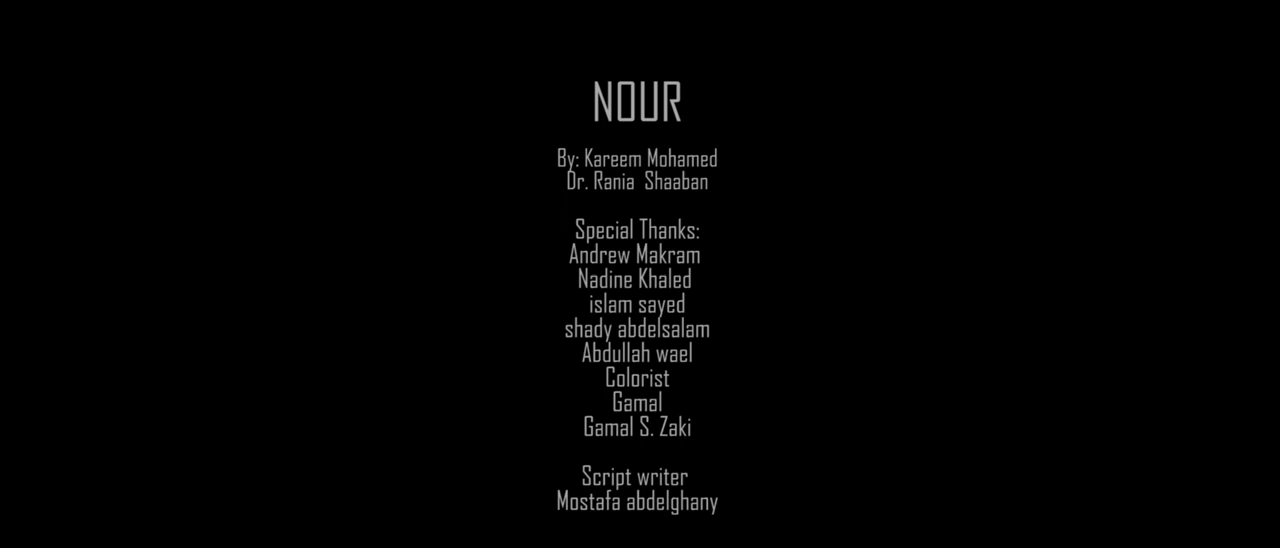 NOUR
By: Kareem Mohamed
Dr. Rania Shaaban
Special Thanks:
Andrew Makram
Nadine Khaled
islam sayed
shady abdelsalam
Abdullah wael
Colorist
Gamal
Gamal S. Zaki
Script writer
Mostafa abdelghany